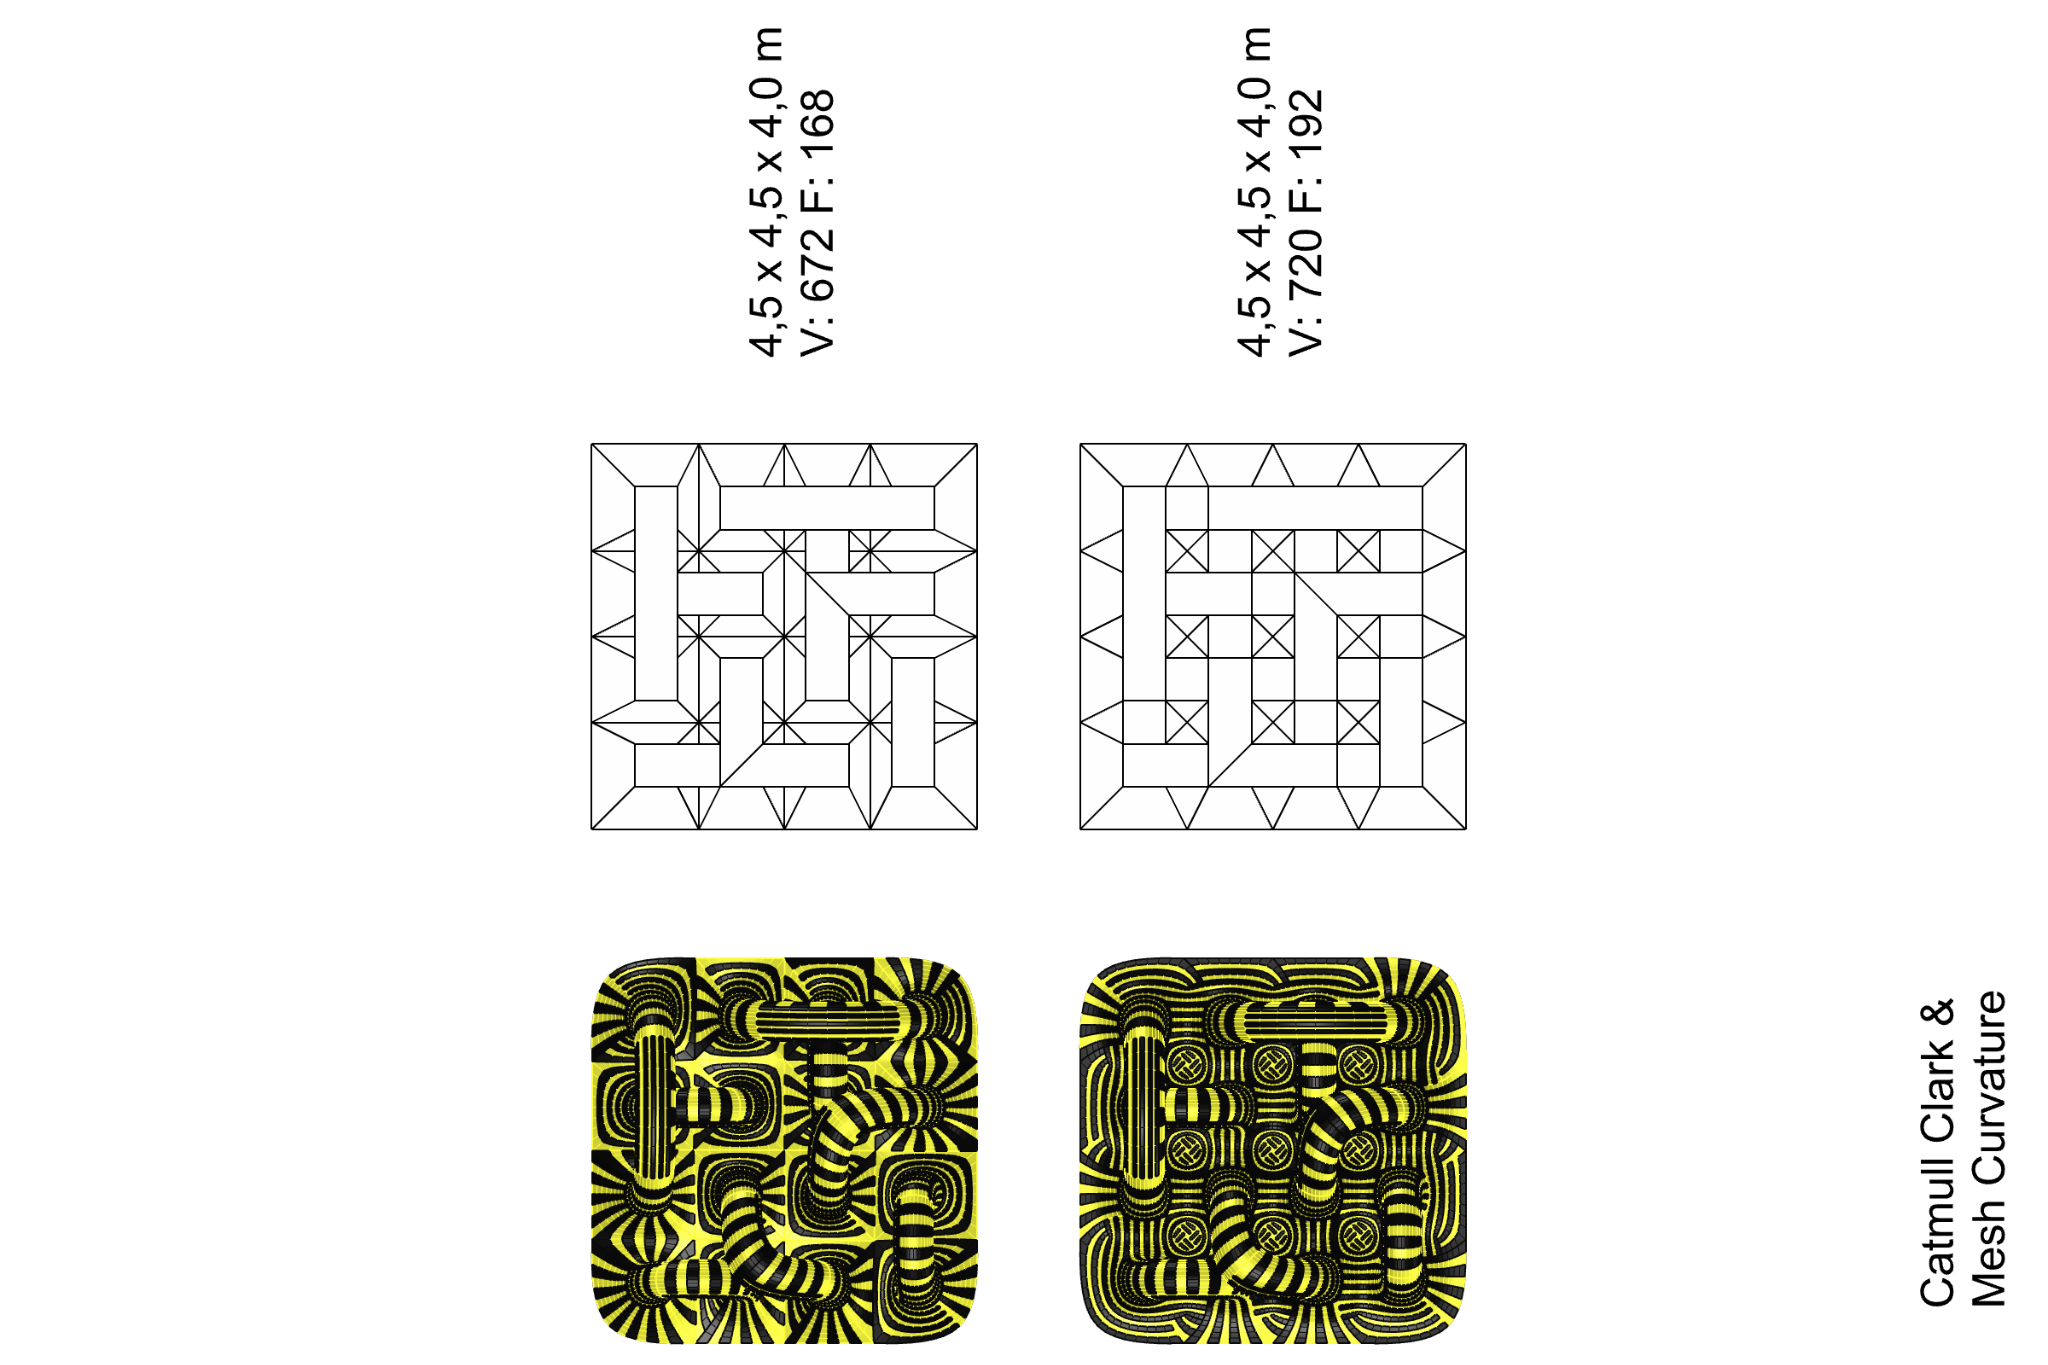 4,5 x 4,5 x 4,0 m
V: 672 F: 168
4,5 x 4,5 x 4,0 m
V: 720 F: 192
Catmull Clark &
Mesh Curvature